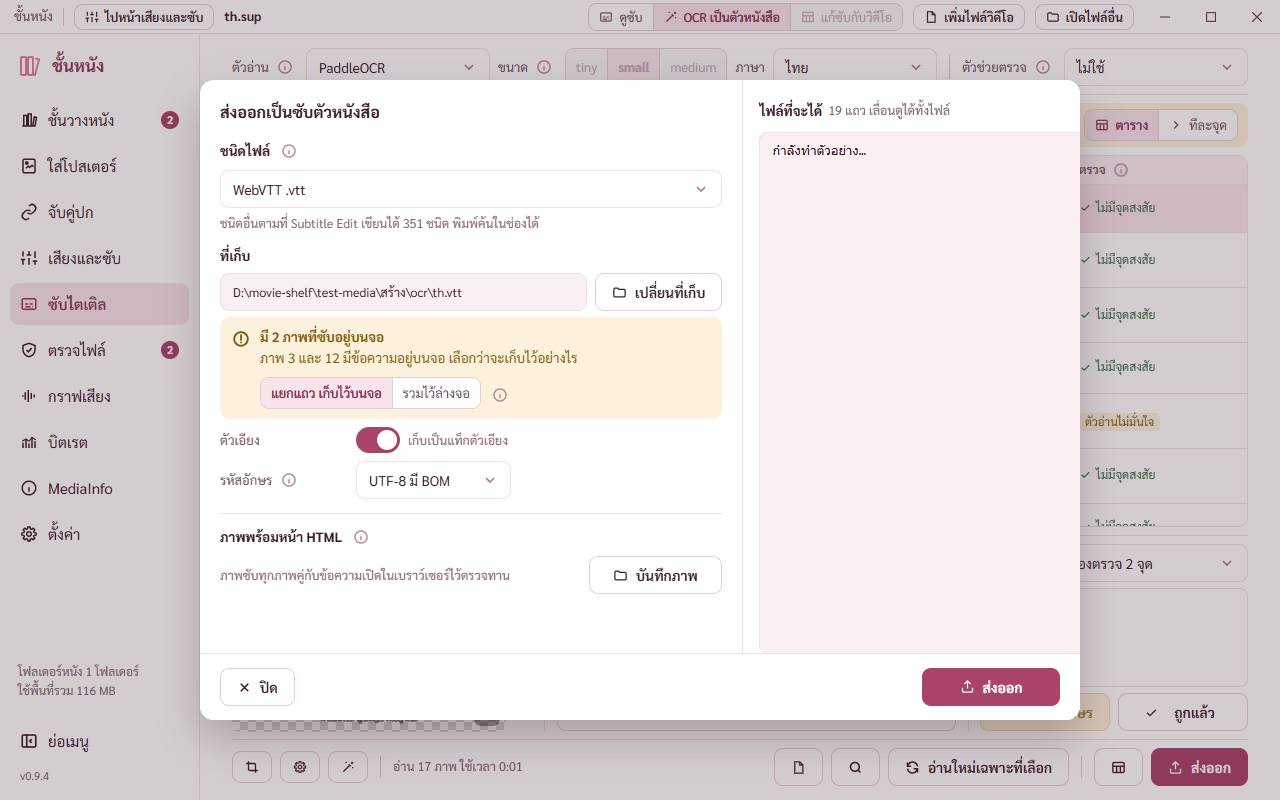 ชั้นหนัง
ไปหน้าเสียงและซับ
th.sup
ดูซับ
OCR เป็นตัวหนังสือ
แก้ซับกับวิดีโอ
เพิ่มไฟล์วิดีโอ
เปิดไฟล์อื่น
ชั้นหนัง
ตัวอ่าน
PaddleOCR
ขนาด
tiny
small
medium
ภาษา
ไทย
ตัวช่วยตรวจ
ไม่ใช้
ชั้นวางหนัง
2
ใส่โปสเตอร์
จับคู่ปก
เสียงและซับ
ซับไตเติล
ตรวจไฟล์
2
กราฟเสียง
บิตเรต
MediaInfo
ตั้งค่า
โฟลเดอร์หนัง 1 โฟลเดอร์
ใช้พื้นที่รวม 116 MB
ย่อเมนู
v0.9.4
ส่งออกเป็นซับตัวหนังสือ
ชนิดไฟล์
WebVTT .vtt
ชนิดอื่นตามที่ Subtitle Edit เขียนได้ 351 ชนิด พิมพ์ค้นในช่องได้
ที่เก็บ
D:\movie-shelf\test-media\สร้าง\ocr\th.vtt
เปลี่ยนที่เก็บ
มี 2 ภาพที่ซับอยู่บนจอ
ภาพ 3 และ 12 มีข้อความอยู่บนจอ เลือกว่าจะเก็บไว้อย่างไร
แยกแถว เก็บไว้บนจอ
รวมไว้ล่างจอ
ตัวเอียง
เก็บเป็นแท็กตัวเอียง
รหัสอักษร
UTF-8 มี BOM
ภาพพร้อมหน้า HTML
ภาพซับทุกภาพคู่กับข้อความเปิดในเบราว์เซอร์ไว้ตรวจทาน
บันทึกภาพ
ไฟล์ที่จะได้
19 แถว เลื่อนดูได้ทั้งไฟล์
กำลังทำตัวอย่าง…
ปิด
ส่งออก
ตาราง
ทีละจุด
ตรวจ
ไม่มีจุดสงสัย
ไม่มีจุดสงสัย
ไม่มีจุดสงสัย
ไม่มีจุดสงสัย
ตัวอ่านไม่มั่นใจ
ไม่มีจุดสงสัย
ไม่มีจุดสงสัย
องตรวจ 2 จุด
ถูกแล้ว
อ่าน 17 ภาพ ใช้เวลา 0:01
อ่านใหม่เฉพาะที่เลือก
ส่งออก